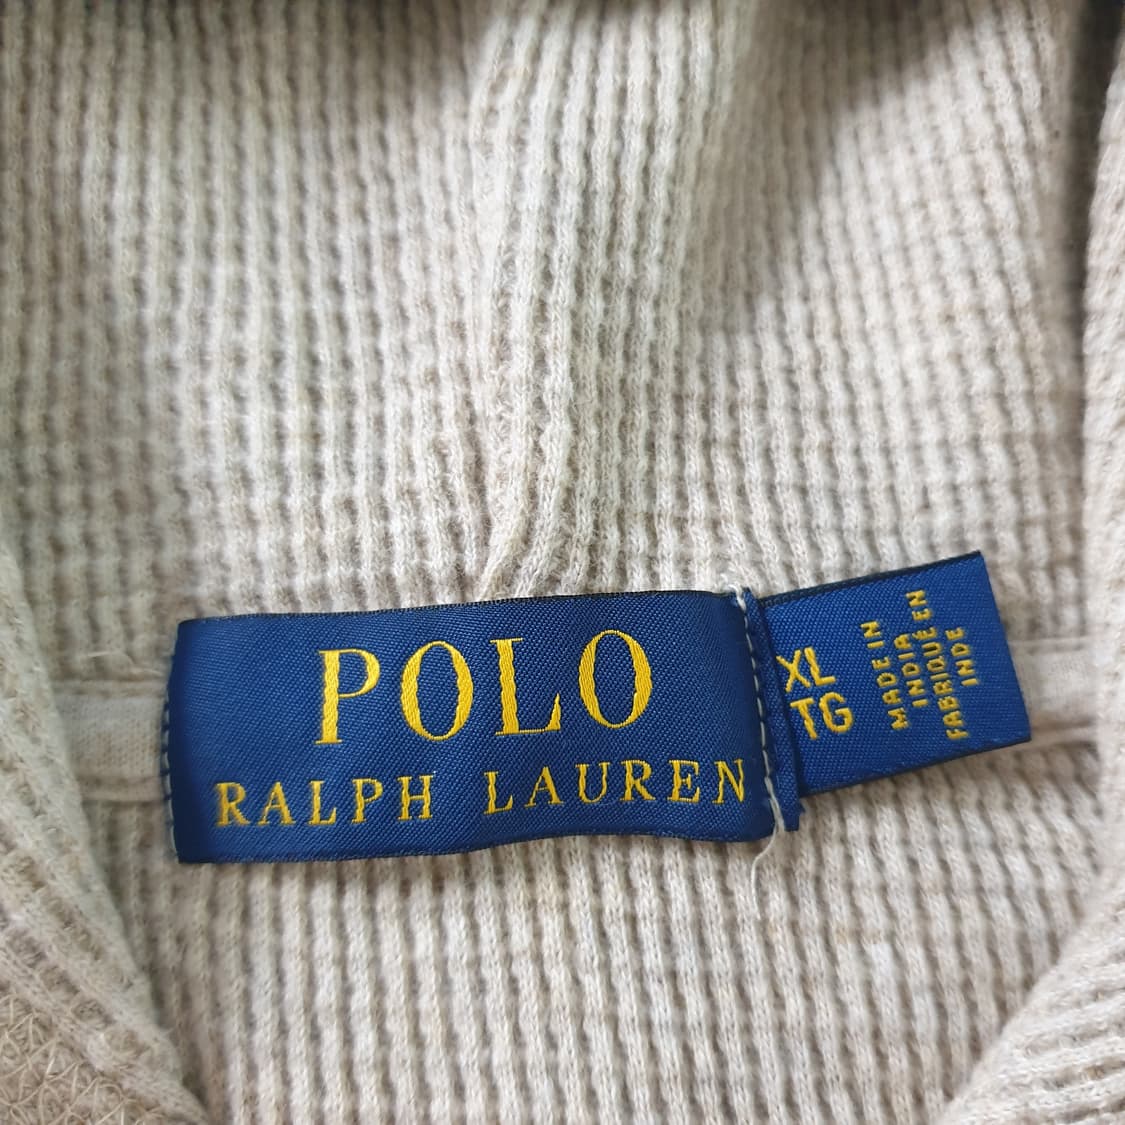 POLO
RALPH LAUREN
XL
TG
MADE IN
INDIA
FABRIQUÉ EN
INDE